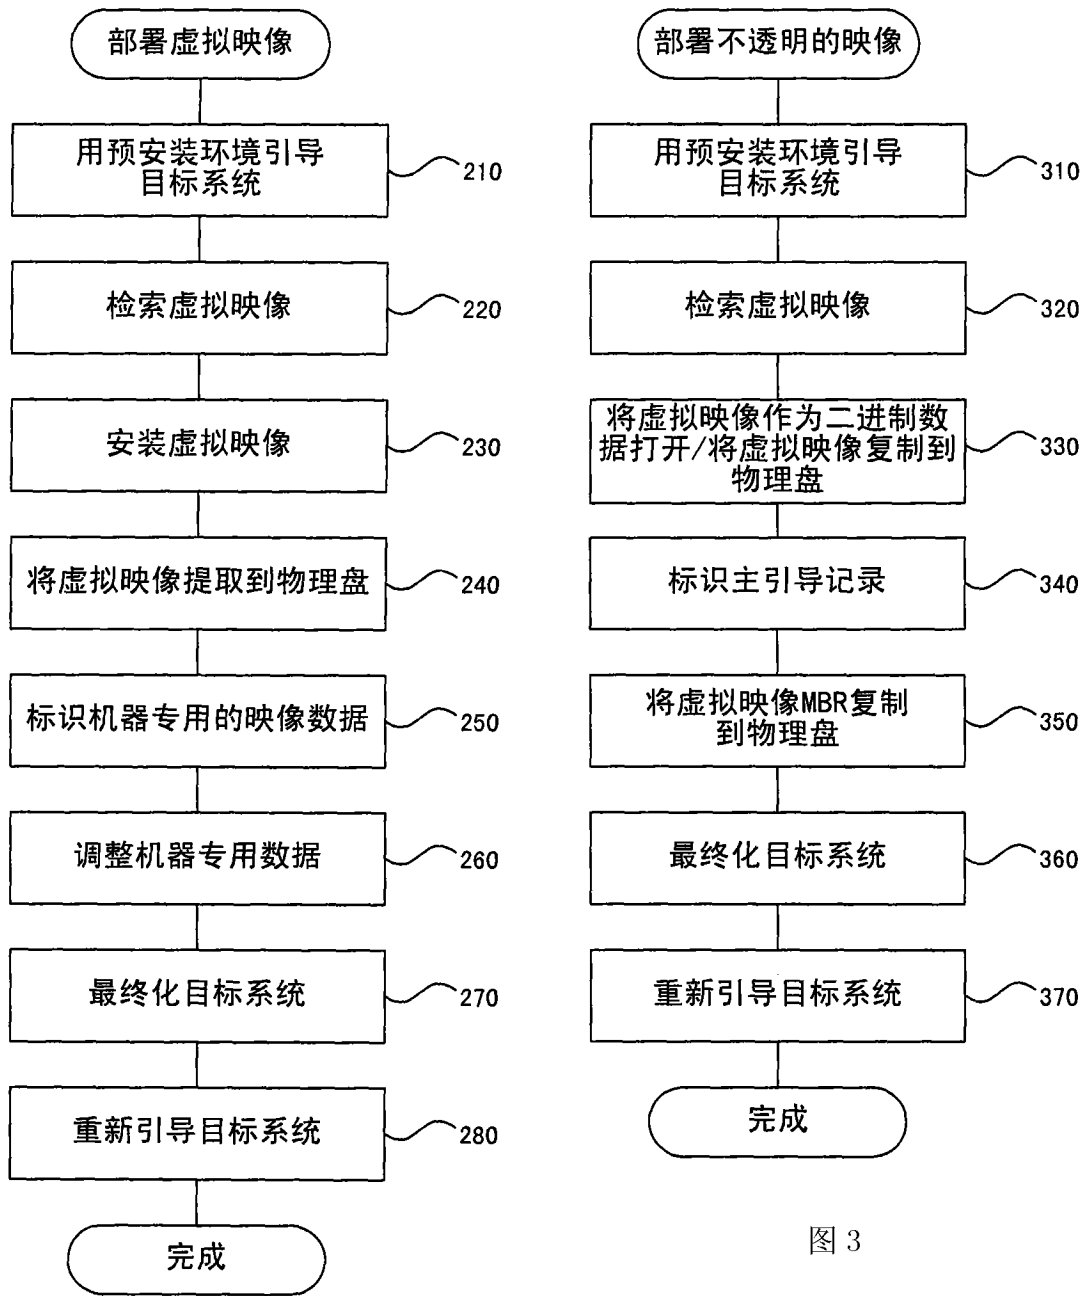 部署虚拟映像
用预安装环境引导
目标系统
210
检索虚拟映像
220
安装虚拟映像
230
将虚拟映像提取到物理盘
240
标识机器专用的映像数据
250
调整机器专用数据
260
最终化目标系统
270
重新引导目标系统
280
完成
部署不透明的映像
用预安装环境引导
目标系统
310
检索虚拟映像
320
将虚拟映像作为二进制数
据打开/将虚拟映像复制到
物理盘
330
标识主引导记录
340
将虚拟映像MBR复制
到物理盘
350
最终化目标系统
360
重新引导目标系统
370
完成
图 3